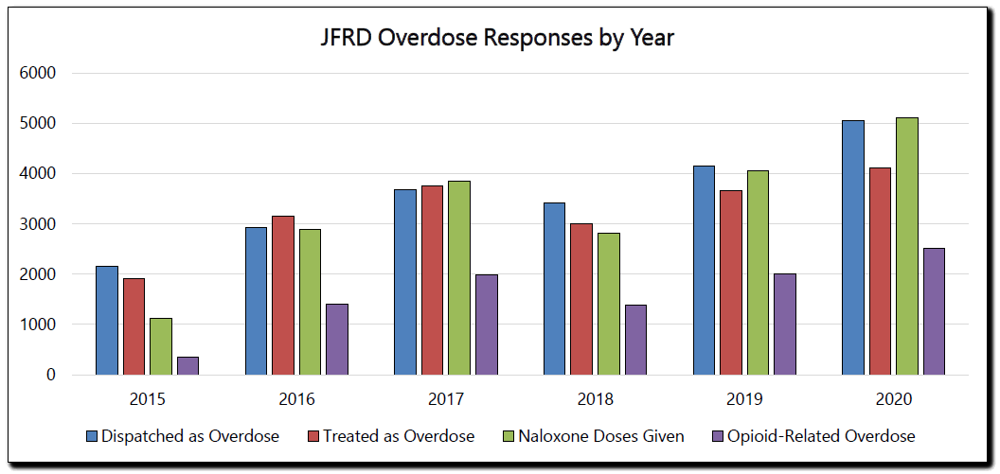 JFRD Overdose Responses by Year
6000
5000
4000
3000
2000
1000
0
2015 2016 2017 2018 2019 2020
Dispatched as Overdose Treated as Overdose Naloxone Doses Given Opioid-Related Overdose